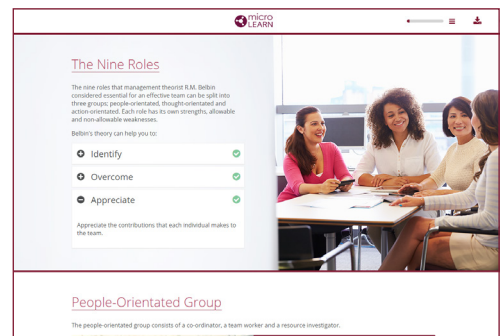 micro
LEARN
The Nine Roles
The nine roles that management theorist R.M. Belbin
considered essential for an effective team can be split into
three groups: people-orientated, thought-orientated and
action-orientated. Each role has its own strengths, allowable
and non-allowable weaknesses.
Belbin's theory can help you to:
Identify
Overcome
Appreciate
Appreciate the contributions that each individual makes to
the team.
People-Orientated Group
The people-orientated group consists of a co-ordinator, a team worker and a resource investigator.